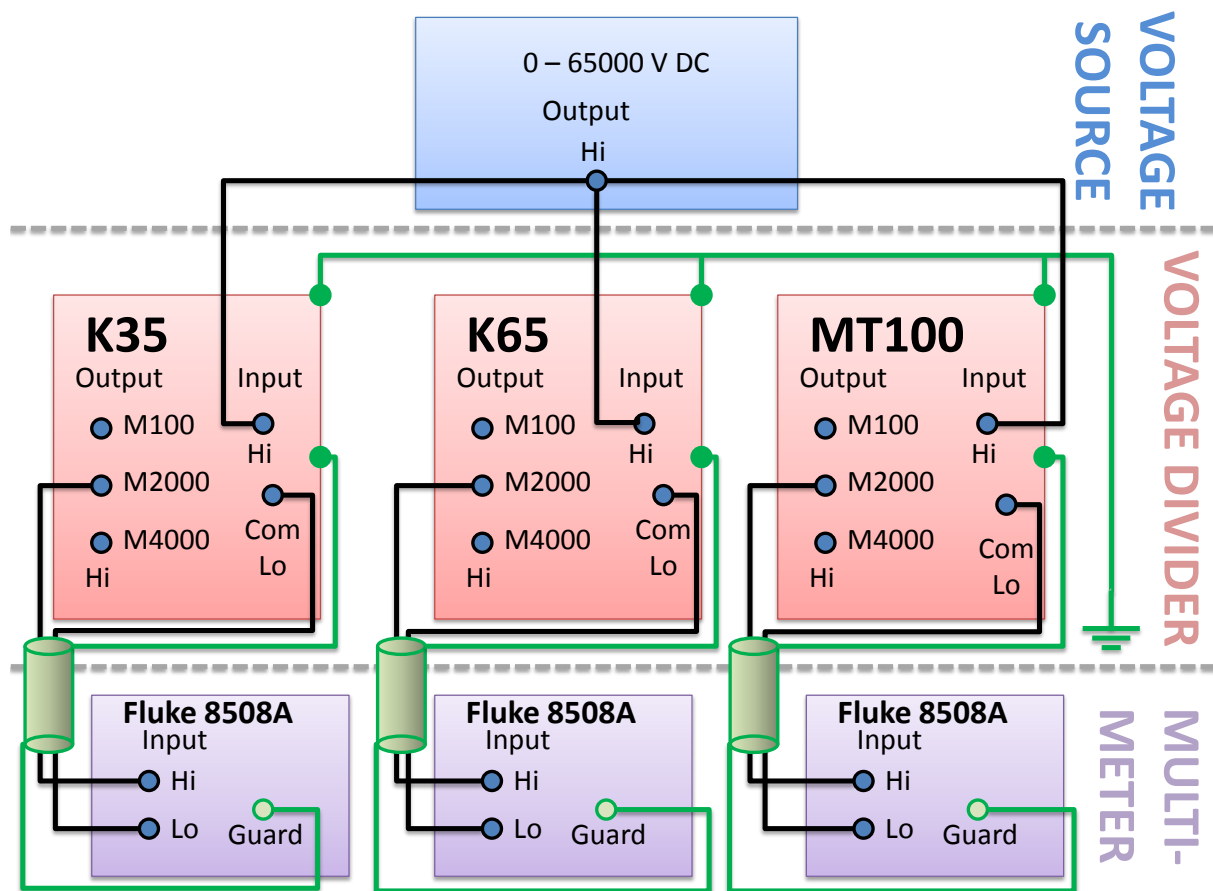 0 – 65000 V DC
Output
Hi
VOLTAGE
SOURCE
K35
Output Input
M100
Hi
M2000
Com
M4000
Lo
Hi
K65
Output Input
M100
Hi
M2000
Com
M4000
Lo
Hi
MT100
Output Input
M100
Hi
M2000
M4000
Com
Hi
Lo
VOLTAGE DIVIDER
Fluke 8508A
Input
Hi
Lo
Guard
Fluke 8508A
Input
Hi
Lo
Guard
Fluke 8508A
Input
Hi
Lo
Guard
MULTI-
METER